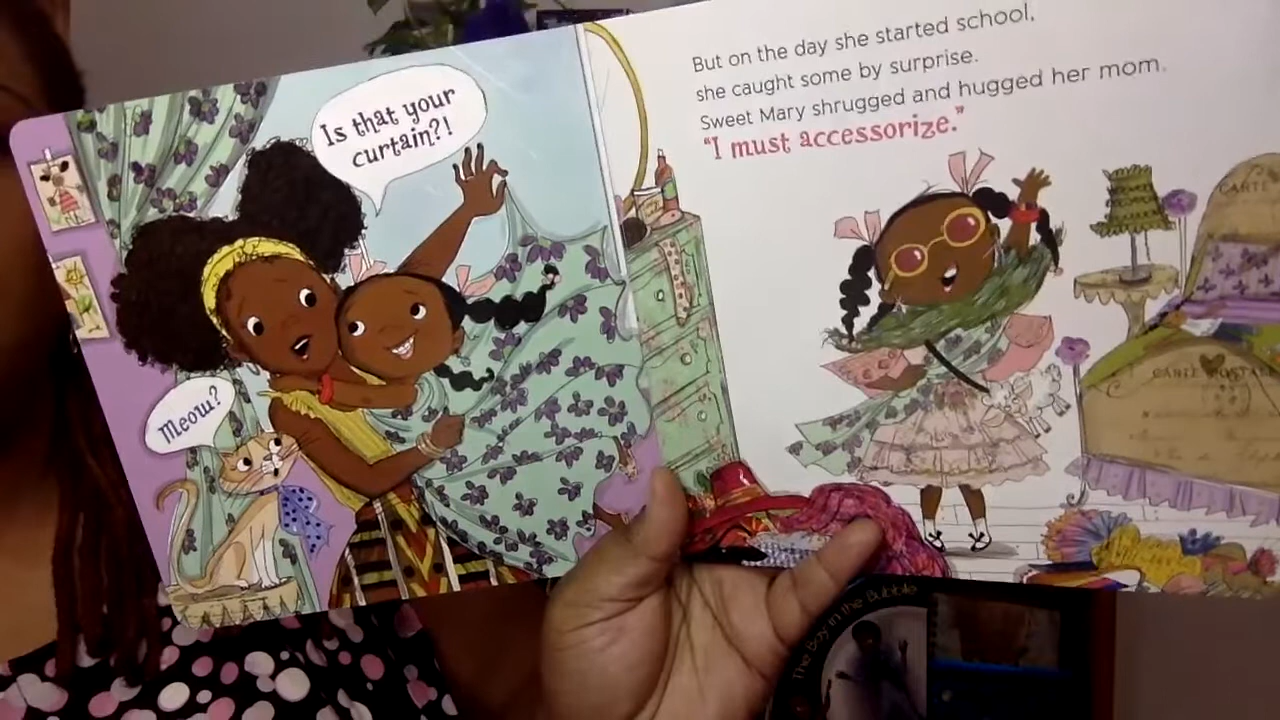 Is that your
curtain?!
Meow?
But on the day she started school,
she caught some by surprise.
Sweet Mary shrugged and hugged her mom.
"I must accessorize."
CARTE
CARTE POSTALE
The Boy in the Bubble